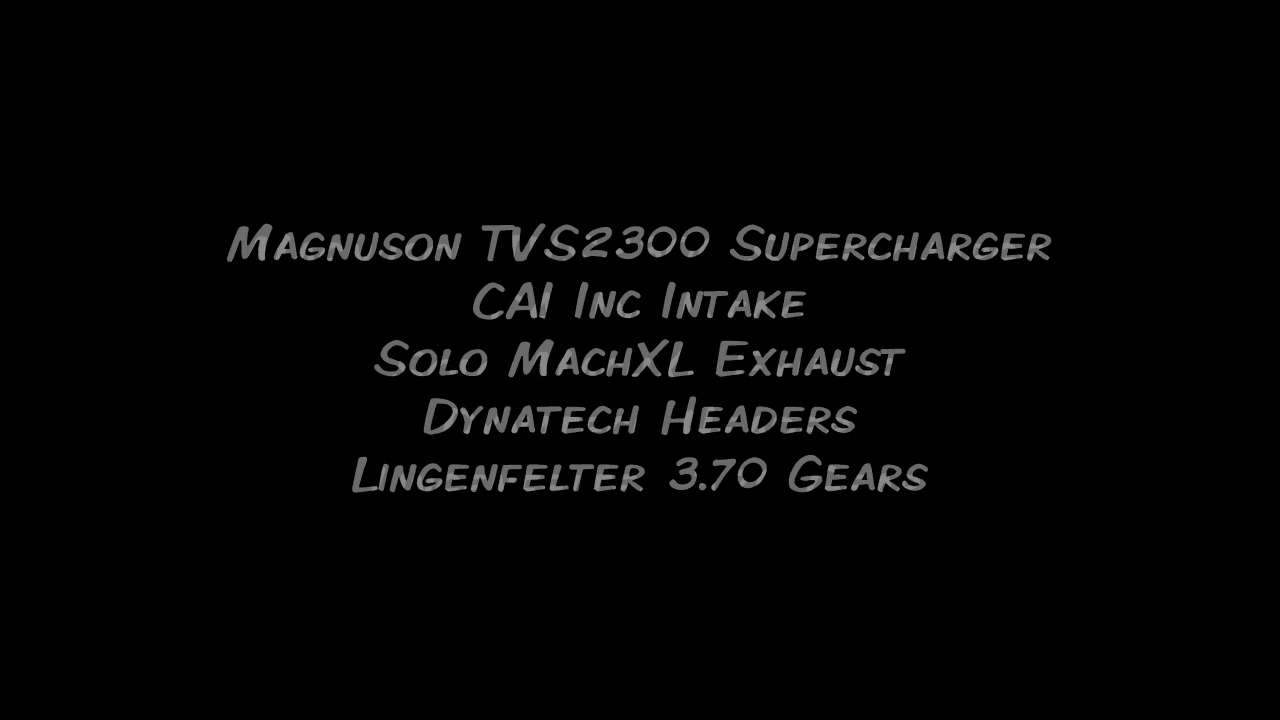 Magnuson TVS2300 Supercharger
CAI Inc Intake
Solo MachXL Exhaust
Dynatech Headers
Lingenfelter 3.70 Gears